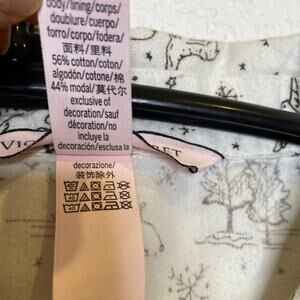 body/lining/corps/
doublure/cuerpo/
forro/corpo/fodera/
面料/里料
56% cotton/coton/
algodón/cotone/棉
44% modal/莫代尔
exclusive of
decoration/sauf
décoration/no
incluye la
decoración/esclusa la
VIC
RET
decorazione/
装饰除外